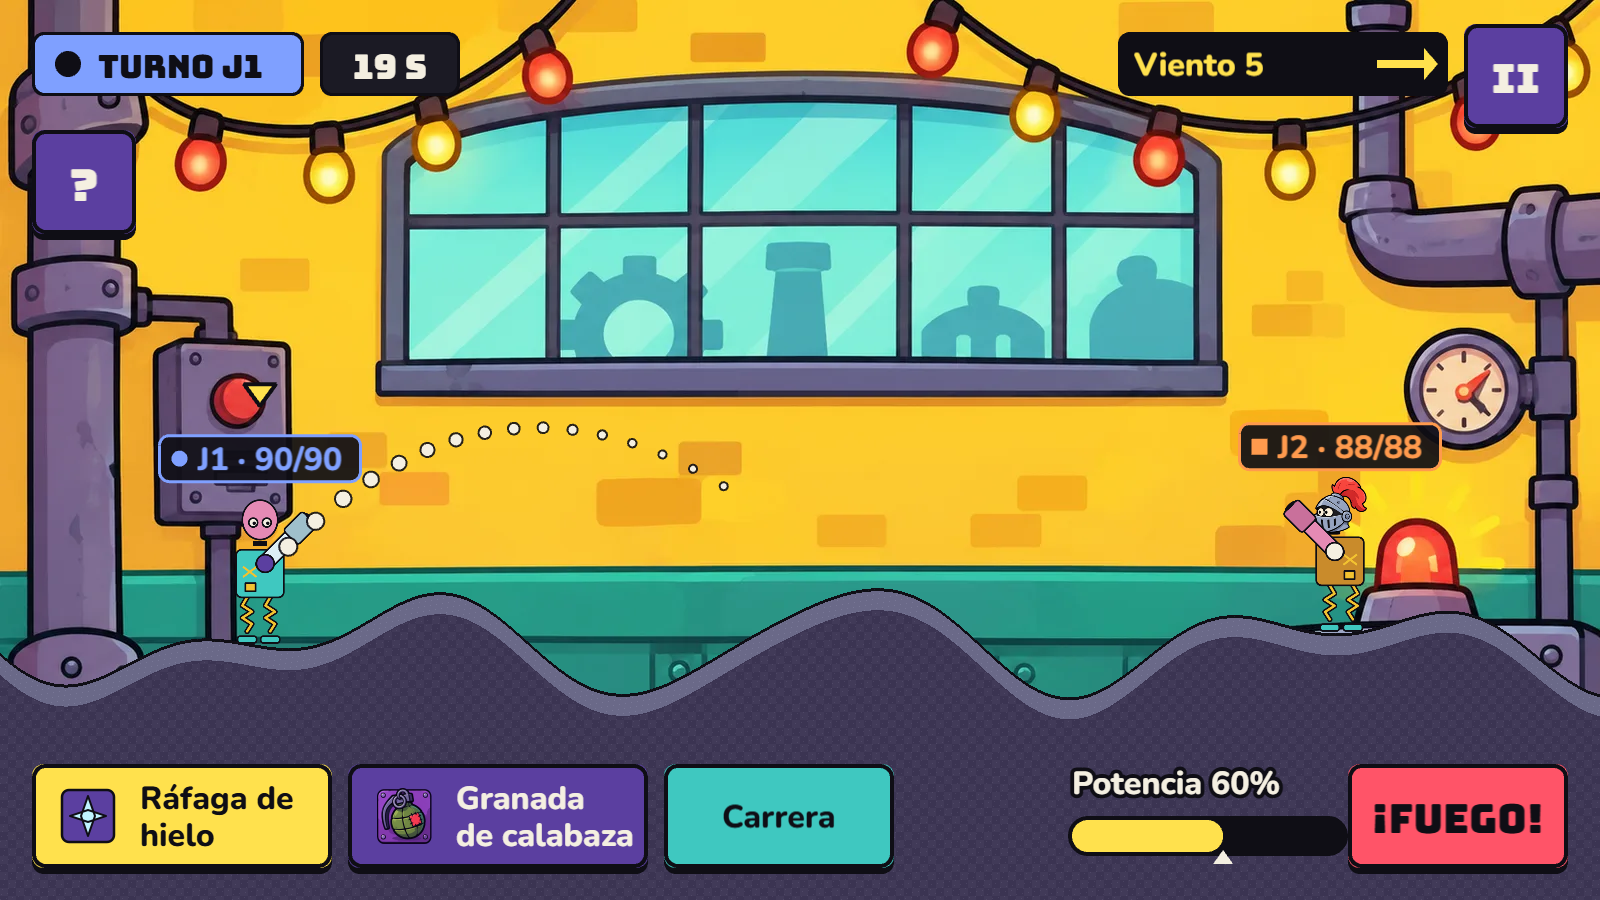 TURNO J1
19 S
Viento 5
II
?
J1 · 90/90
J2 · 88/88
Ráfaga de
hielo
Granada
de calabaza
Carrera
Potencia 60%
¡FUEGO!